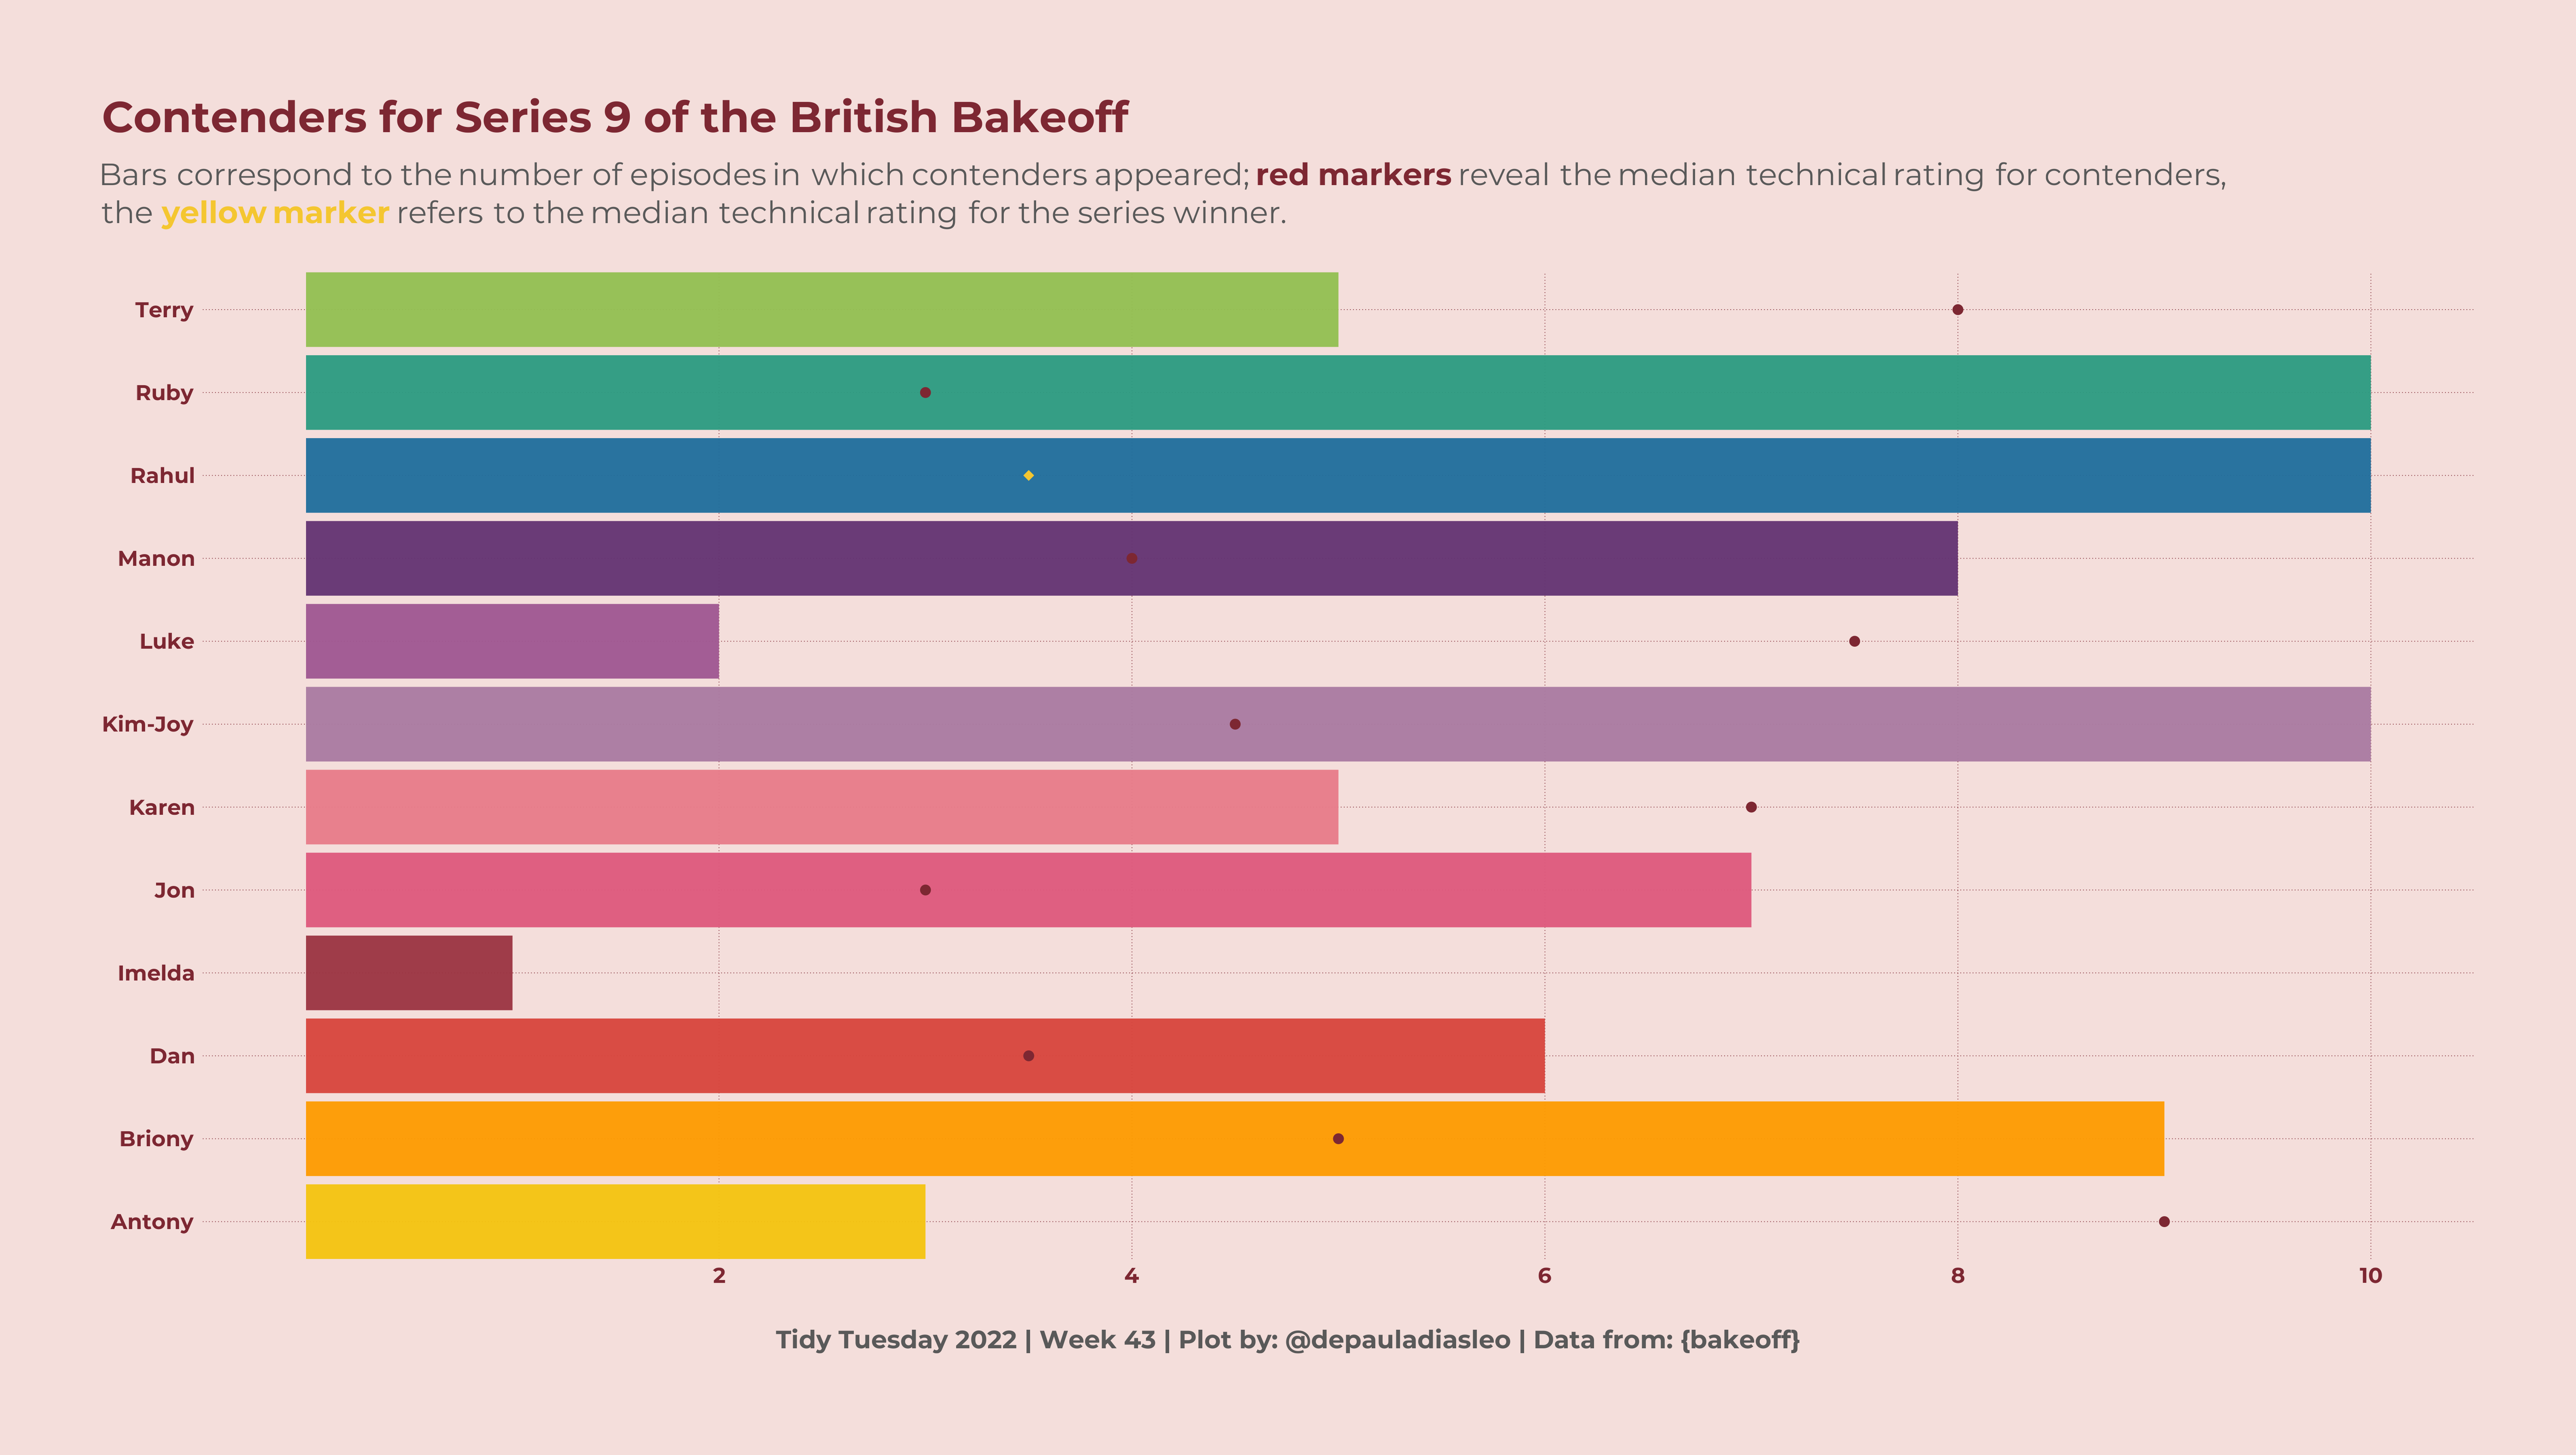 Contenders for Series 9 of the British Bakeoff
Bars correspond to the number of episodes in which contenders appeared; red markers reveal the median technical rating for contenders,
the yellow marker refers to the median technical rating for the series winner.
Terry
Ruby
Rahul
Manon
Luke
Kim-Joy
Karen
Jon
Imelda
Dan
Briony
Antony
2 4 6 8 10
Tidy Tuesday 2022 | Week 43 | Plot by: @depauladiasleo | Data from: {bakeoff}